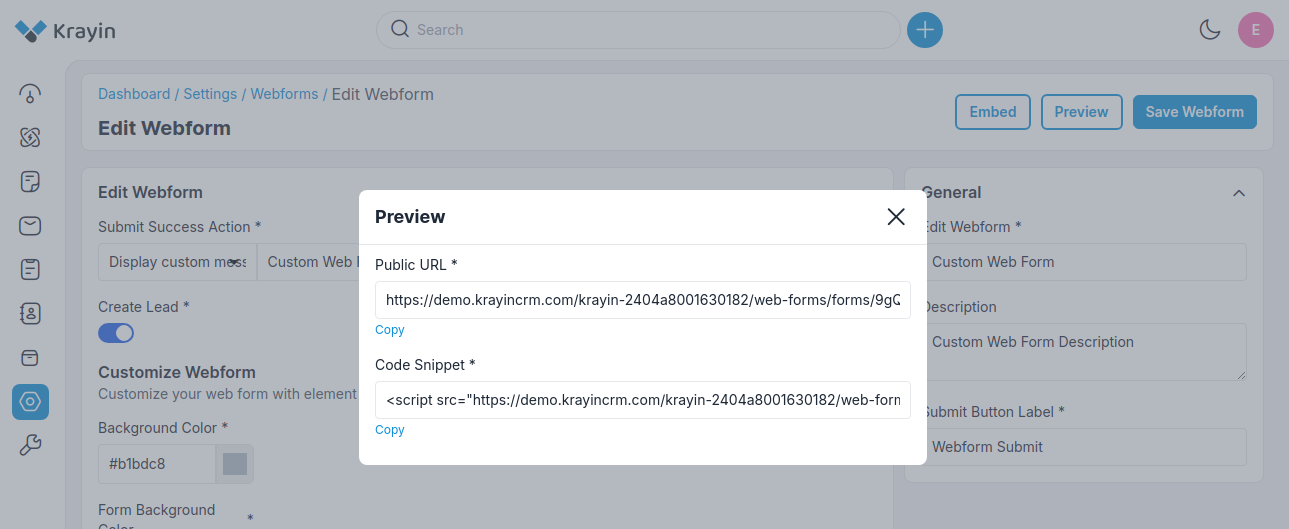 Krayin
Search
E
Dashboard / Settings / Webforms / Edit Webform
Edit Webform
Embed
Preview
Save Webform
Edit Webform
Submit Success Action *
Display custom mess
Custom Web
Create Lead *
Customize Webform
Customize your web form with element
Background Color *
#b1bdc8
Form Background
Color *
Preview
Public URL *
https://demo.krayincrm.com/krayin-2404a8001630182/web-forms/forms/9gQ
Copy
Code Snippet *
<script src="https://demo.krayincrm.com/krayin-2404a8001630182/web-form
Copy
General
Edit Webform *
Custom Web Form
Description
Custom Web Form Description
Submit Button Label *
Webform Submit